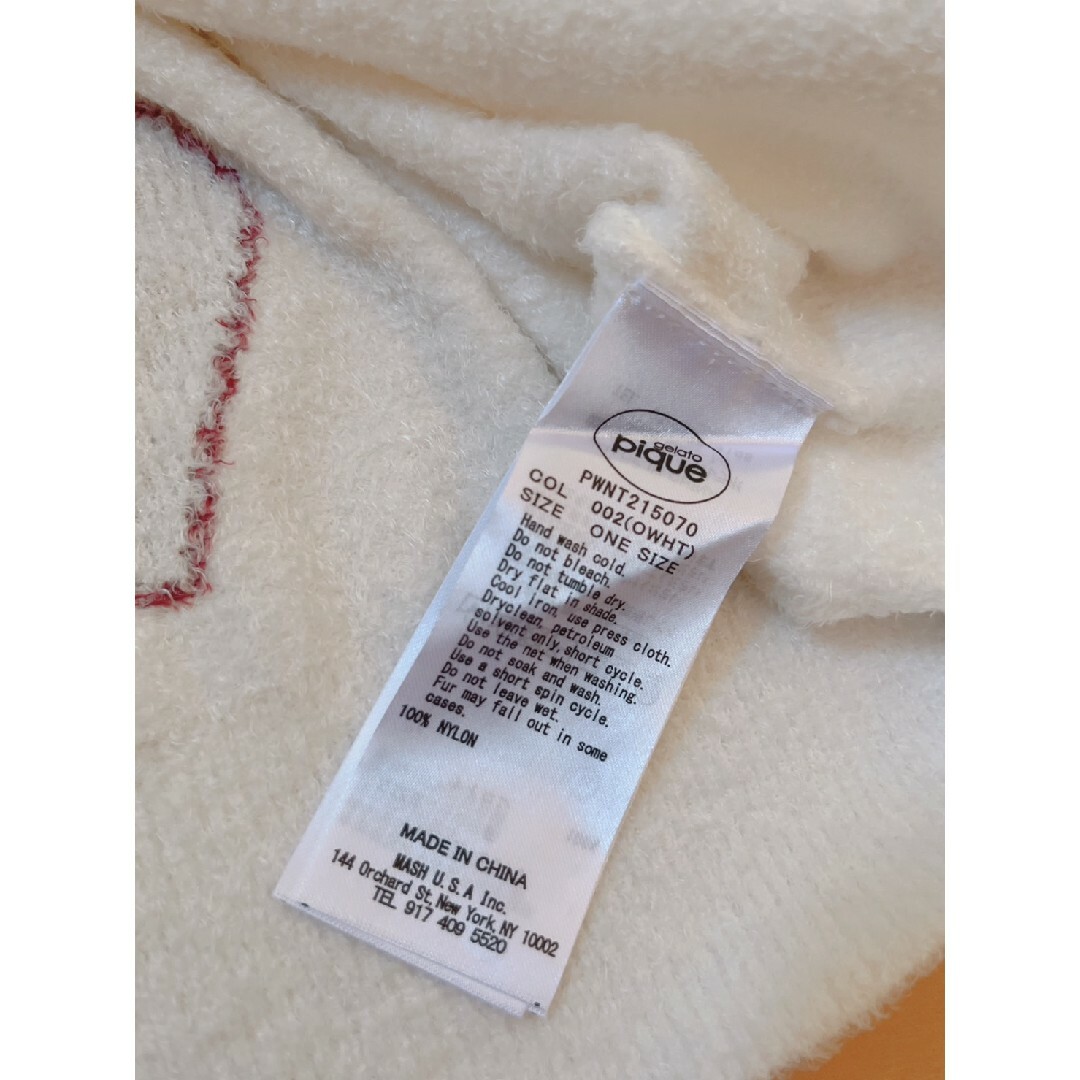 gelato
pique
PWNT215070
COL 002(OWHT)
SIZE ONE SIZE
Hand wash cold.
Do not bleach.
Do not tumble dry.
Dry flat in shade.
Cool iron, use press cloth.
Dryclean, petroleum
solvent only, short cycle.
Use the net when washing.
Do not soak and wash.
Use a short spin cycle.
Do not leave wet.
Fur may fall out in some
cases.
100% NYLON
MADE IN CHINA
MASH U.S.A Inc.
144 Orchard St, New York, NY 10002
TEL 917 409 5520